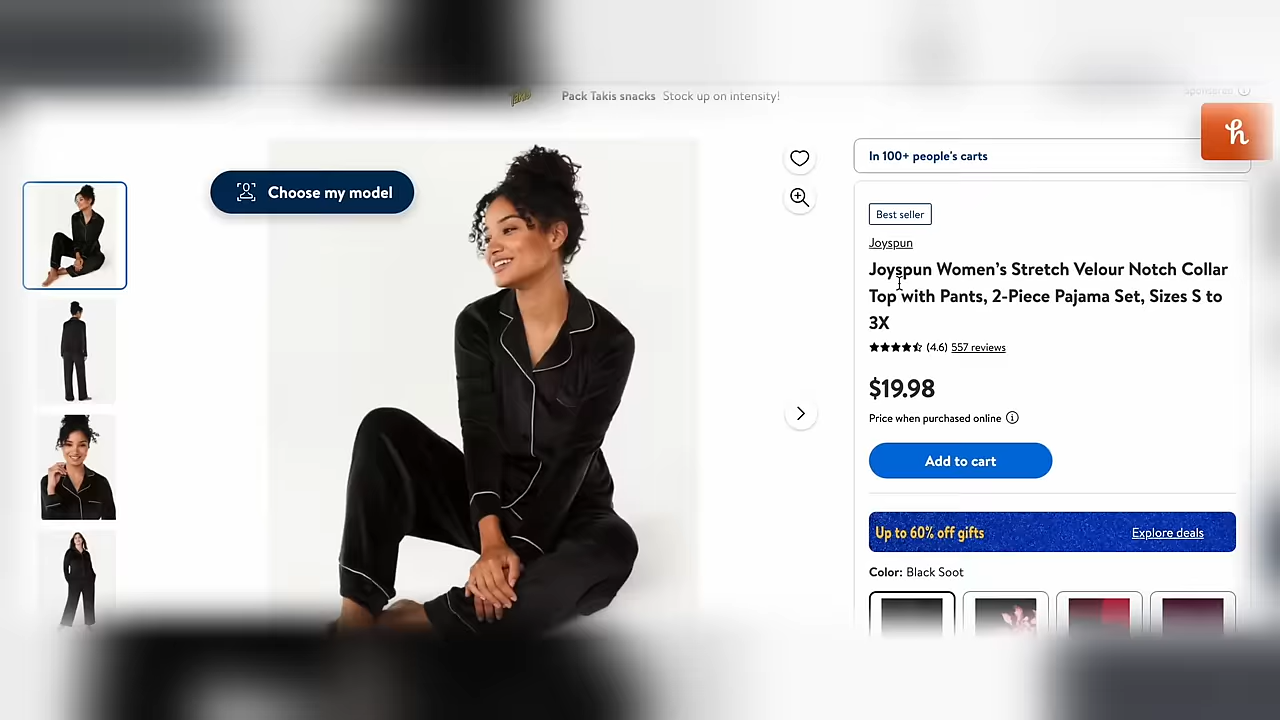 Pack Takis snacks Stock up on intensity!
Sponsored
Choose my model
In 100+ people's carts
Best seller
Joyspun
Joyspun Women's Stretch Velour Notch Collar
Top with Pants, 2-Piece Pajama Set, Sizes S to
3X
(4.6) 557 reviews
$19.98
Price when purchased online
Add to cart
Up to 60% off gifts Explore deals
Color: Black Soot